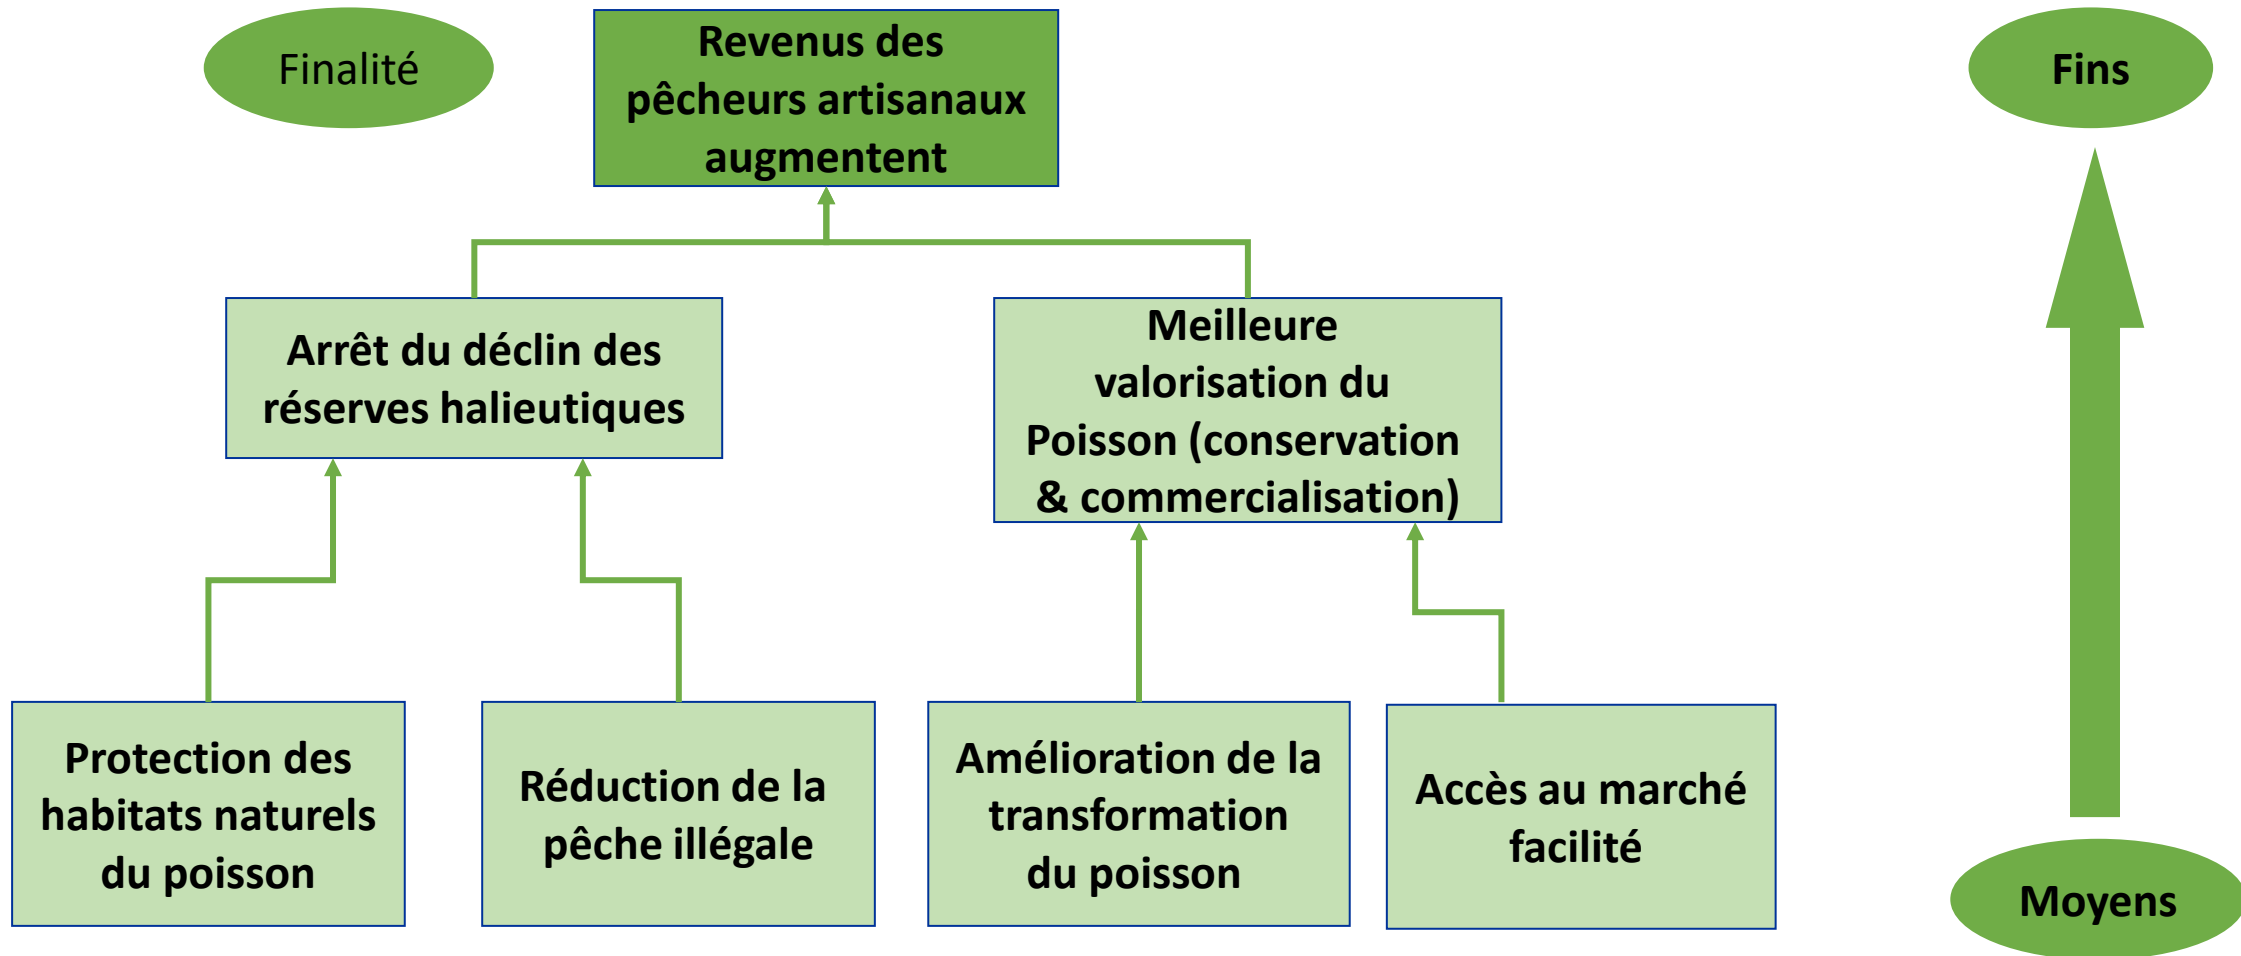 Finalité
Revenus des
pêcheurs artisanaux
augmentent
Fins
Arrêt du déclin des
réserves halieutiques
Meilleure
valorisation du
Poisson (conservation
& commercialisation)
Protection des
habitats naturels
du poisson
Réduction de la
pêche illégale
Amélioration de la
transformation
du poisson
Accès au marché
facilité
Moyens